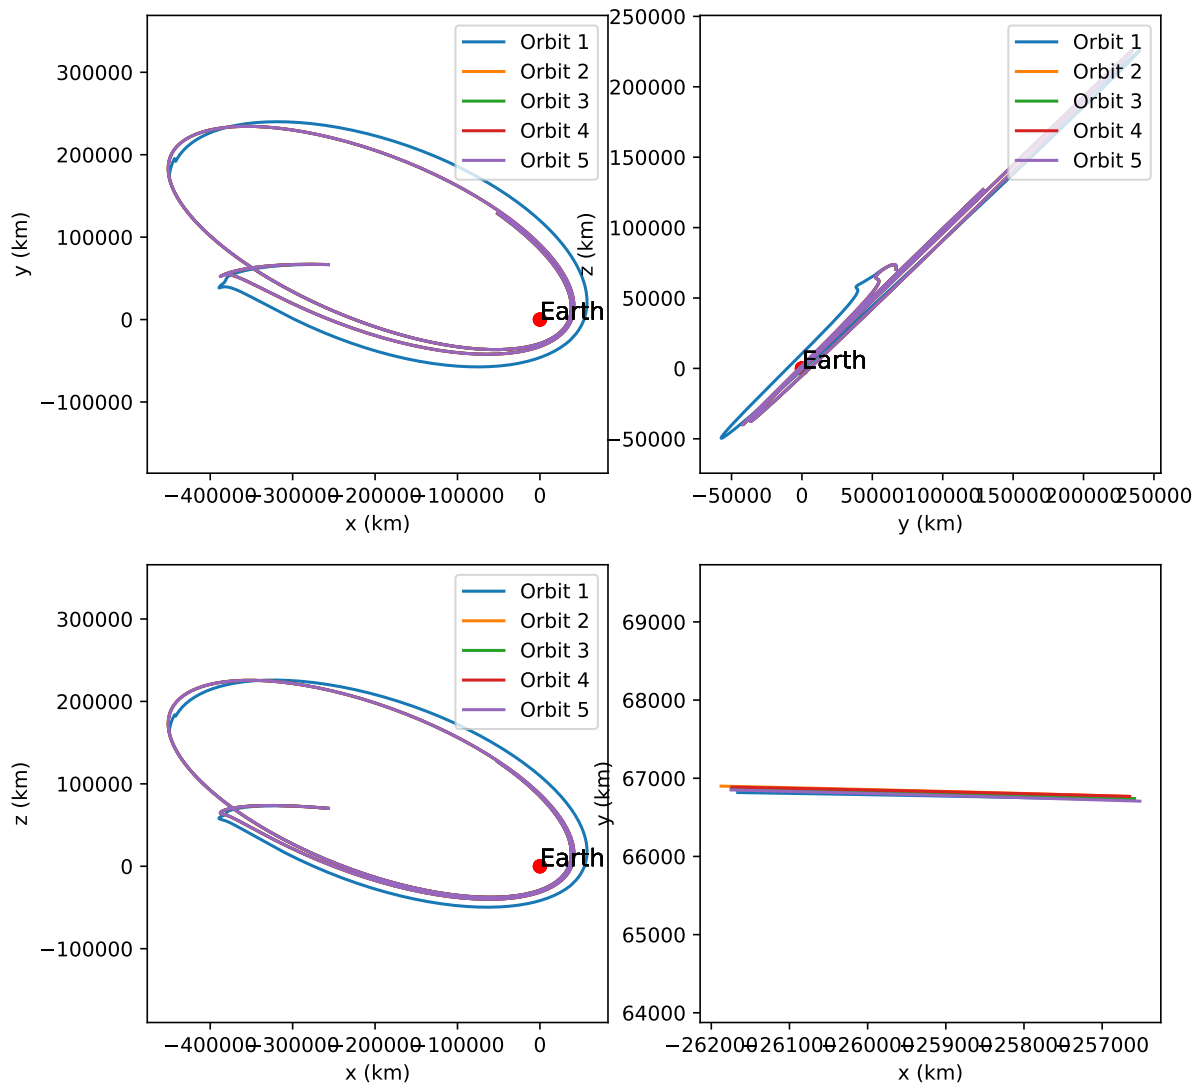 Orbit 1
Orbit 2
Orbit 3
Orbit 4
Orbit 5
300000
200000
100000
0
−100000
y (km)
Earth
−400000
−300000
−200000
−100000
0
x (km)
Orbit 1
Orbit 2
Orbit 3
Orbit 4
Orbit 5
250000
200000
150000
100000
50000
0
−50000
z (km)
Earth
−50000
0
50000
100000
150000
200000
250000
y (km)
Orbit 1
Orbit 2
Orbit 3
Orbit 4
Orbit 5
300000
200000
100000
0
−100000
z (km)
Earth
−400000
−300000
−200000
−100000
0
x (km)
69000
68000
67000
66000
65000
64000
y (km)
−262000
−261000
−260000
−259000
−258000
−257000
x (km)